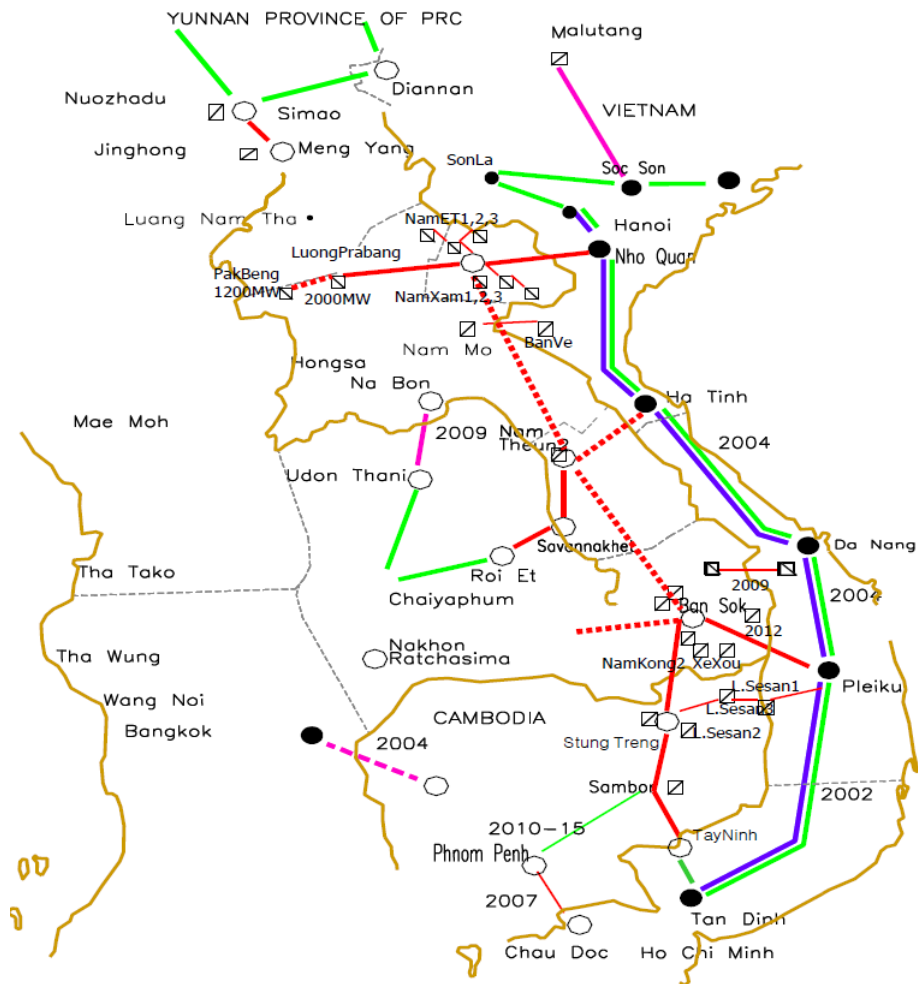 YUNNAN PROVINCE OF PRC
Malutang
Diannan
Nuozhadu
Simao
VIETNAM
Jinghong
Meng Yang
SonLa
Soc Son
Luang Nam Tha
NamET1,2,3
Hanoi
LuongPrabang
Nho Quan
PakBeng
1200MW
2000MW
NamXam1,2,3
Nam Mo
BanVe
Hongsa
Na Bon
Ha Tinh
Mae Moh
2009
Nam
Theun2
2004
Udon Thani
Savannakhet
Da Nang
Roi Et
Tha Tako
Chaiyaphum
2009
2004
Ban Sok
2012
Nakhon
Ratchasima
Tha Wung
NamKong2
XeXou
L.Sesan1
Pleiku
Wang Noi
L.Sesan3
Bangkok
CAMBODIA
2004
Stung Treng
L.Sesan2
Sambor
2002
2010-15
TayNinh
Phnom Penh
2007
Tan Dinh
Chau Doc
Ho Chi Minh